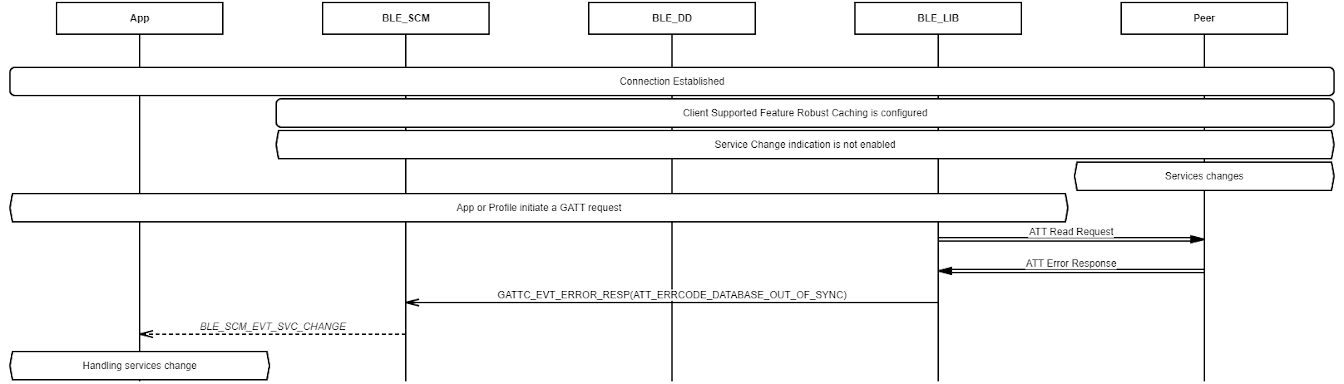 App
BLE_SCM
BLE_DD
BLE_LIB
Peer
Connection Established
Client Supported Feature Robust Caching is configured
Service Change indication is not enabled
Services changes
App or Profile initiate a GATT request
ATT Read Request
ATT Error Response
GATTC_EVT_ERROR_RESP(ATT_ERRCODE_DATABASE_OUT_OF_SYNC)
BLE_SCM_EVT_SVC_CHANGE
Handling services change